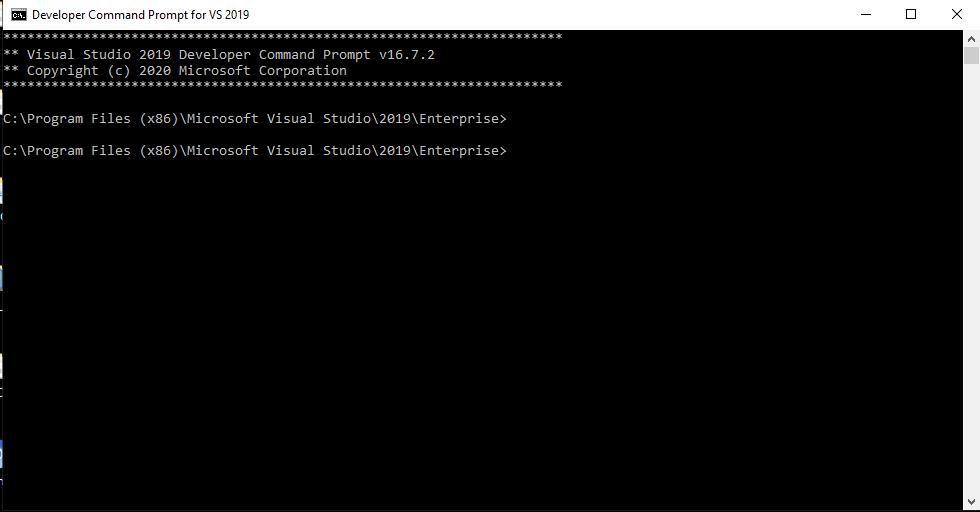 Developer Command Prompt for VS 2019
**********************************************************************
** Visual Studio 2019 Developer Command Prompt v16.7.2
** Copyright (c) 2020 Microsoft Corporation
**********************************************************************
C:\Program Files (x86)\Microsoft Visual Studio\2019\Enterprise>
C:\Program Files (x86)\Microsoft Visual Studio\2019\Enterprise>